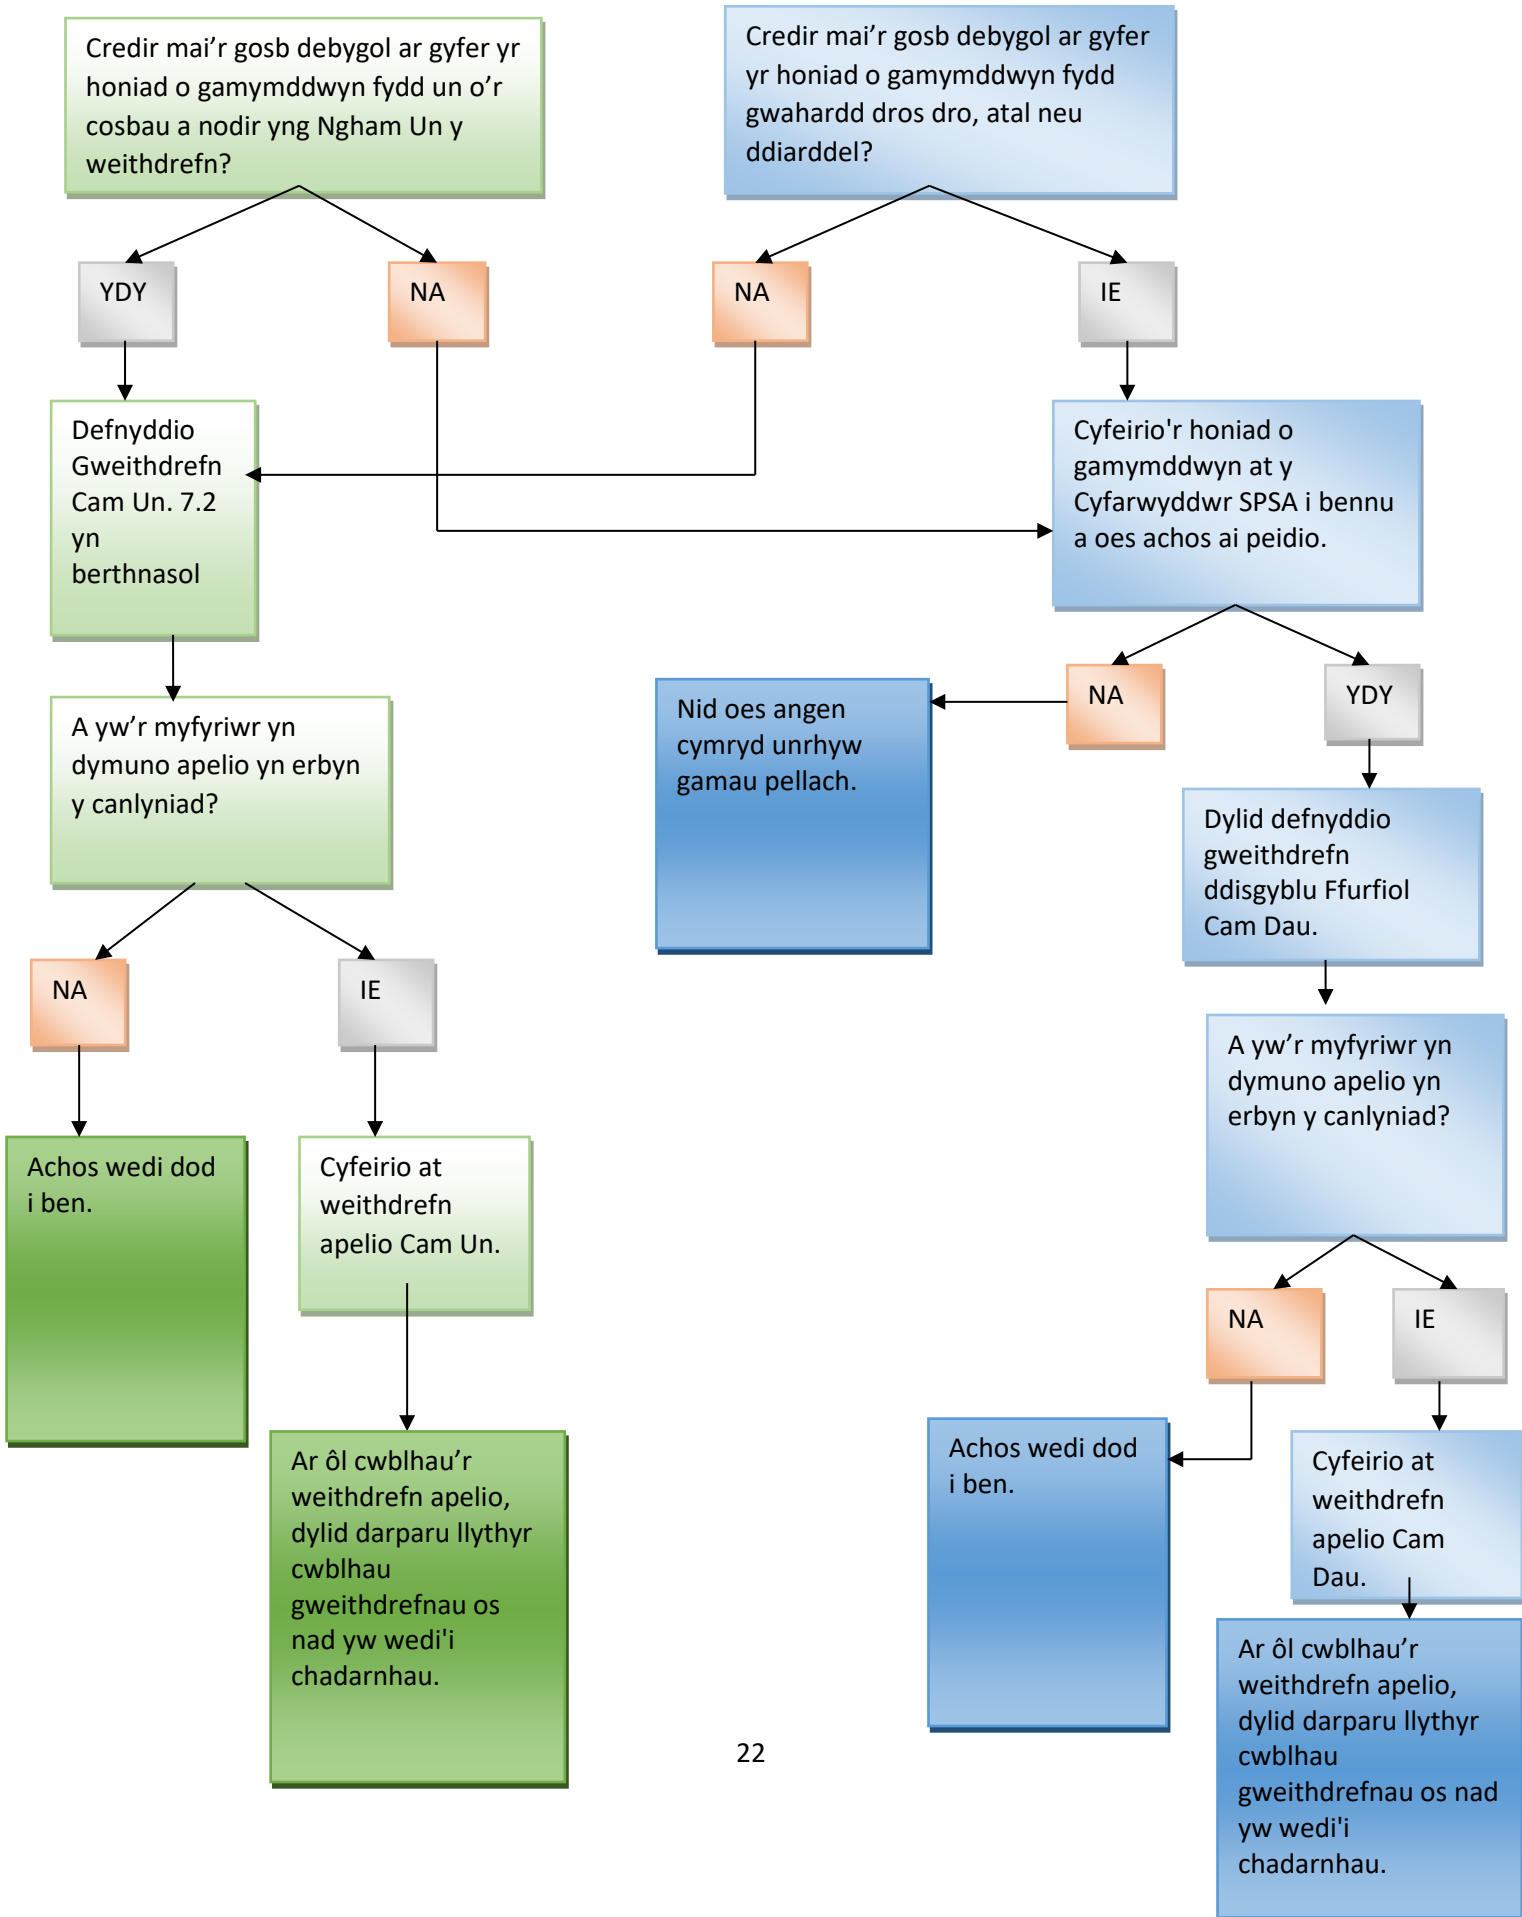 Credir mai’r gosb debygol ar gyfer yr
honiad o gamymddwyn fydd un o’r
cosbau a nodir yng Ngham Un y
weithdrefn?
Credir mai’r gosb debygol ar gyfer
yr honiad o gamymddwyn fydd
gwahardd dros dro, atal neu
ddiarddel?
YDY
NA
NA
IE
Defnyddio
Gweithdrefn
Cam Un. 7.2
yn
berthnasol
Cyfeirio'r honiad o
gamymddwyn at y
Cyfarwyddwr SPSA i bennu
a oes achos ai peidio.
A yw’r myfyriwr yn
dymuno apelio yn erbyn
y canlyniad?
Nid oes angen
cymryd unrhyw
gamau pellach.
NA
YDY
Dylid defnyddio
gweithdrefn
ddisgyblu Ffurfiol
Cam Dau.
NA
IE
A yw’r myfyriwr yn
dymuno apelio yn
erbyn y canlyniad?
Achos wedi dod
i ben.
Cyfeirio at
weithdrefn
apelio Cam Un.
NA
IE
Ar ôl cwblhau’r
weithdrefn apelio,
dylid darparu llythyr
cwblhau
gweithdrefnau os
nad yw wedi'i
chadarnhau.
Achos wedi dod
i ben.
Cyfeirio at
weithdrefn
apelio Cam
Dau.
Ar ôl cwblhau’r
weithdrefn apelio,
dylid darparu llythyr
cwblhau
gweithdrefnau os nad
yw wedi'i
chadarnhau.
22